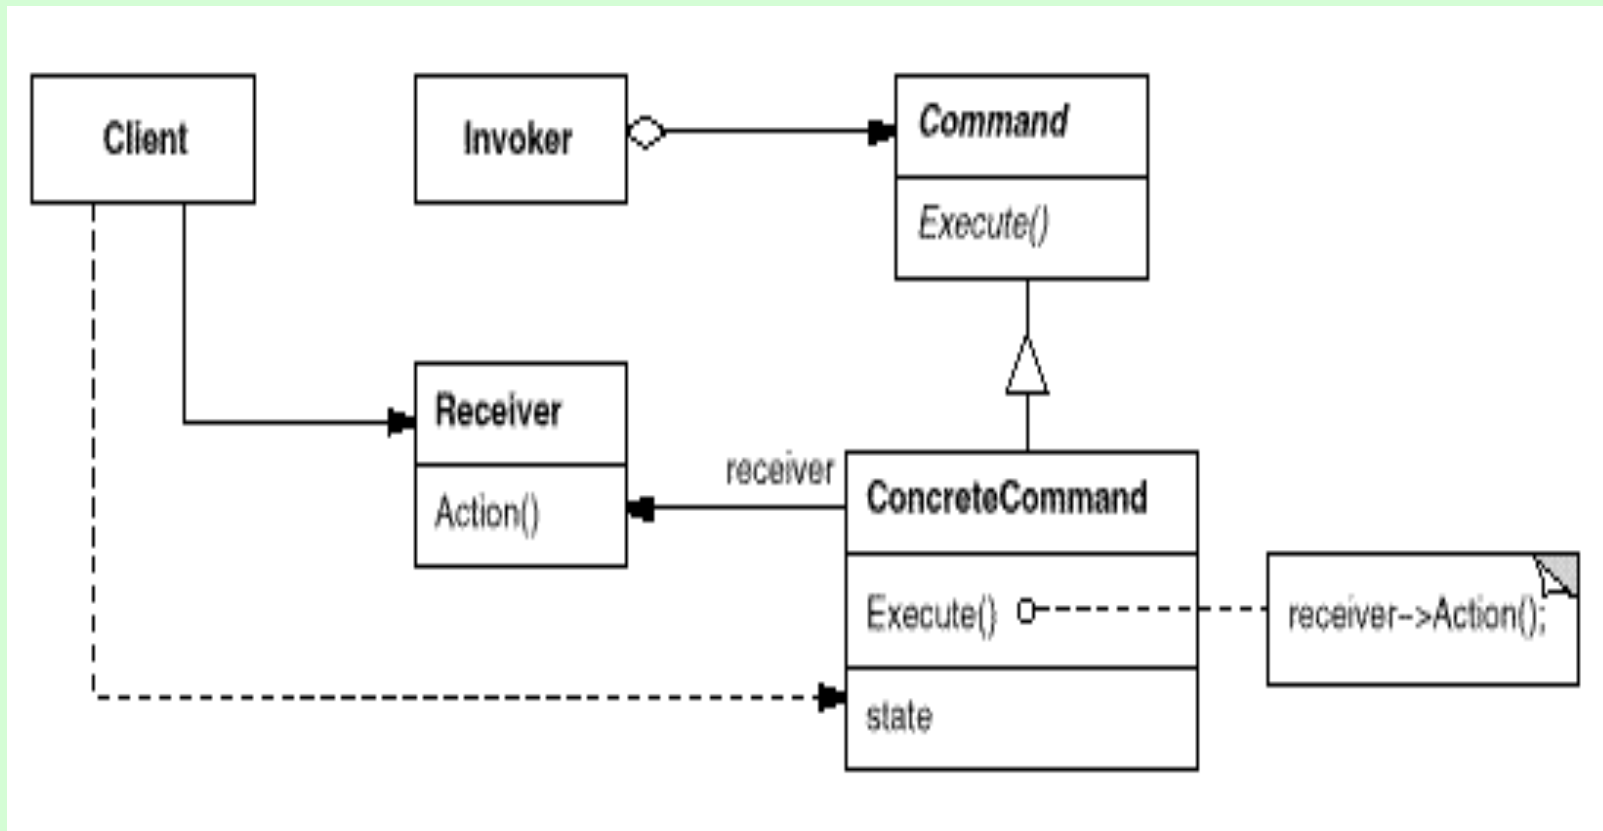 Client
Invoker
Command
Execute()
Receiver
Action()
receiver
ConcreteCommand
Execute()
receiver-->Action();
state